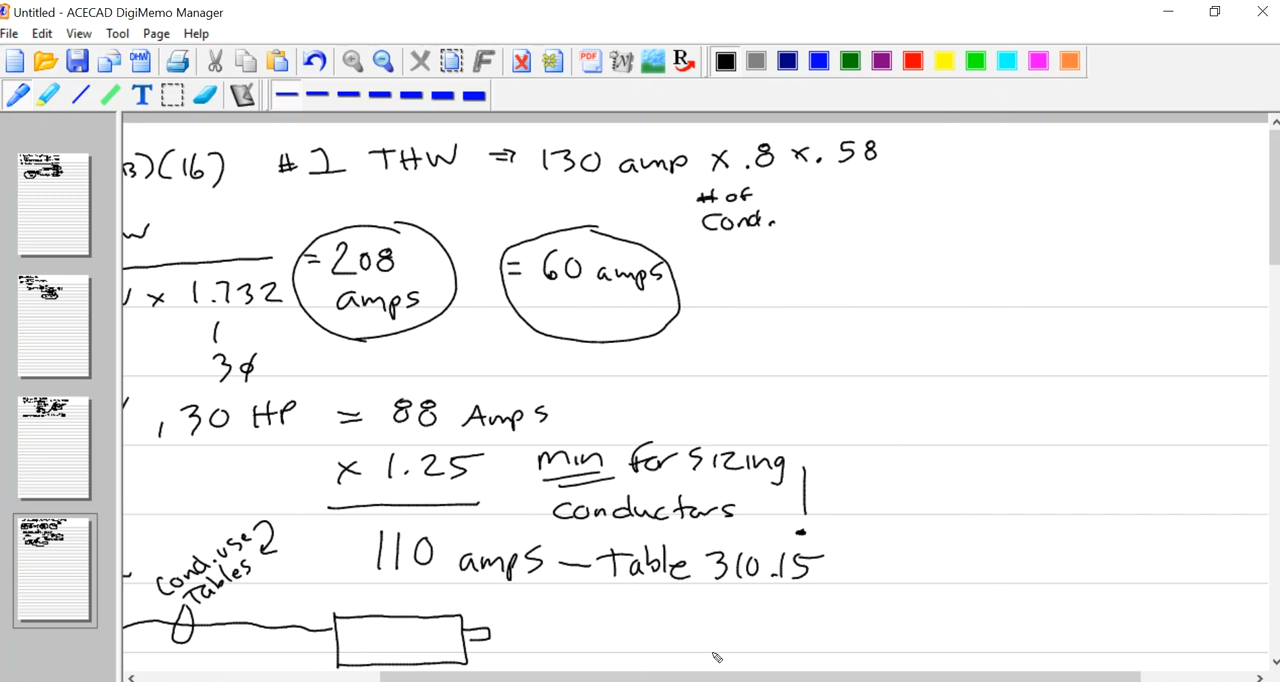 Untitled - ACECAD DigiMemo Manager
File Edit View Tool Page Help
3)(16) # 1 THW ⇒ 130 amp x .8 x .58
# of
Cond.
W
= 208
amps
= 60 amps
x 1.732
3φ
, 30 HP = 88 Amps
x 1.25 min for sizing
conductors !
110 amps — Table 310.15
Cond. use
Tables